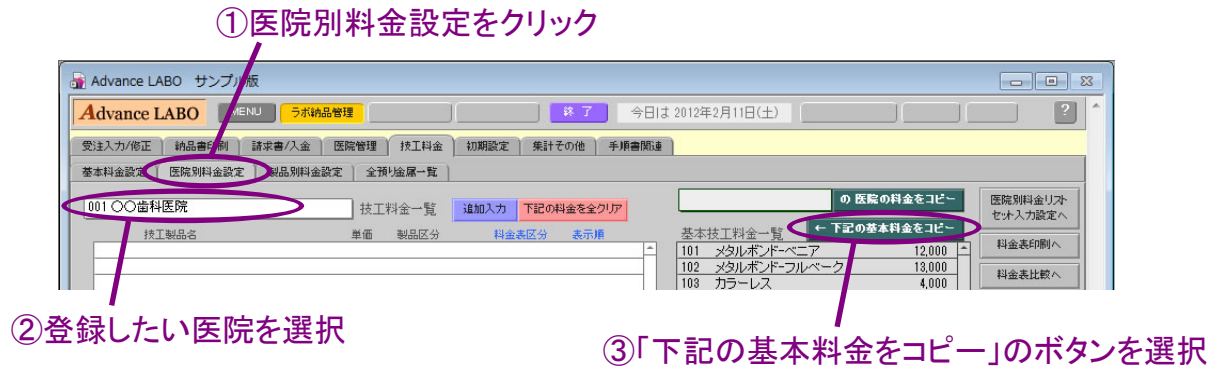 ①医院別料金設定をクリック
Advance LABO サンプル版
Advance LABO MENU ラボ納品管理 終 了 今日は 2012年2月11日(土) ?
受注入力/修正 納品書印刷 請求書/入金 医院管理 技工料金 初期設定 集計その他 手順書関連
基本料金設定 医院別料金設定 製品別料金設定 全預り金属一覧
001 〇〇歯科医院 技工料金一覧 追加入力 下記の料金を全クリア の 医院の料金をコピー 医院別料金リスト
セット入力設定へ
技工製品名 単価 製品区分 料金表区分 表示順 基本技工料金一覧 ← 下記の基本料金をコピー
101 メタルボンドーベニア 12,000 料金表印刷へ
102 メタルボンドーフルベーク 13,000
103 カラーレス 4,000 料金表比較へ
②登録したい医院を選択
③「下記の基本料金をコピー」のボタンを選択